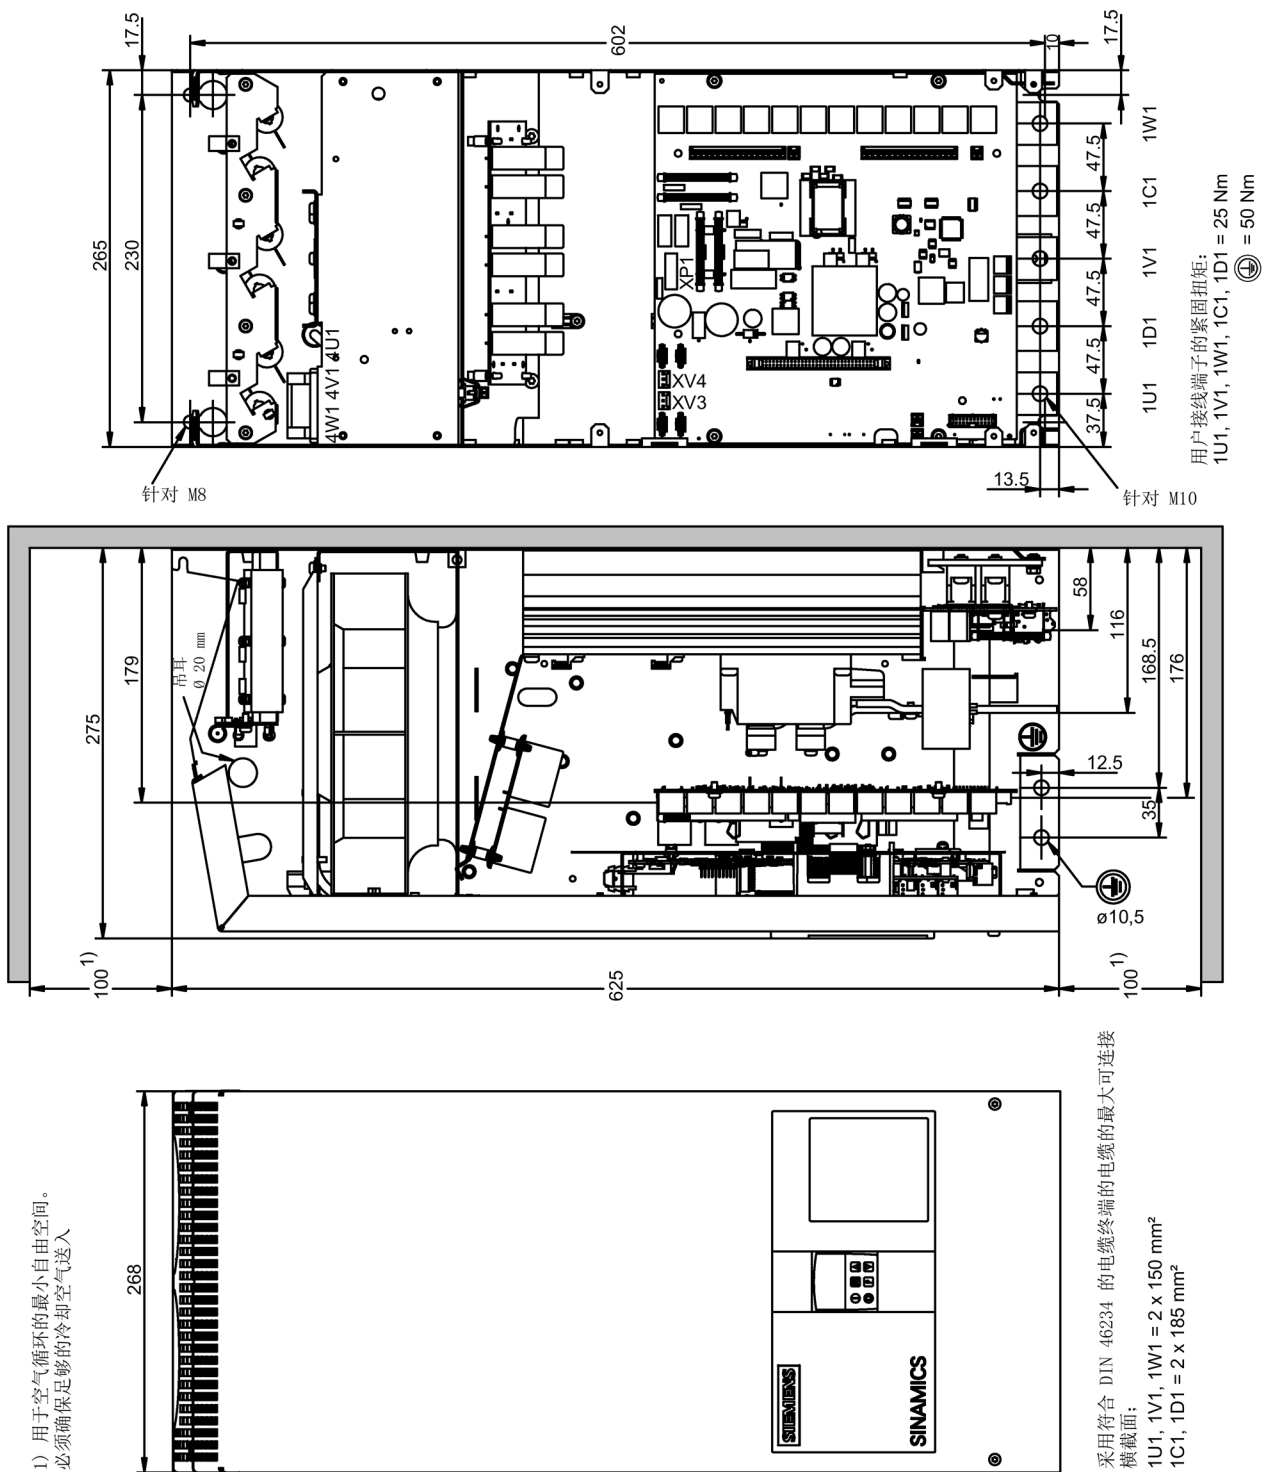 17.5
602
10
17.5
265
230
4W1 4V1 4U1
XP1
XV4
XV3
47.5
47.5
47.5
47.5
37.5
13.5
1W1
1C1
1V1
1D1
1U1
用户接线端子的紧固扭矩:
1U1, 1V1, 1W1, 1C1, 1D1 = 25 Nm
= 50 Nm
针对 M8
针对 M10
275
179
吊耳
Ø 20 mm
58
116
168.5
176
12.5
35
ø10,5
100 1)
625
100 1)
268
SIEMENS
SINAMICS
1) 用于空气循环的最小自由空间。
必须确保足够的冷却空气送入
采用符合 DIN 46234 的电缆终端的电缆的最大可连接
横截面;
1U1, 1V1, 1W1 = 2 x 150 mm²
1C1, 1D1 = 2 x 185 mm²